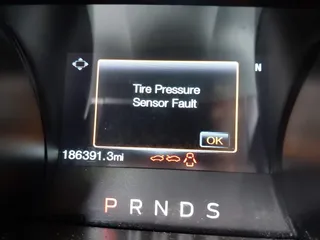 N
Tire Pressure
Sensor Fault
OK
186391.3mi
P R N D S